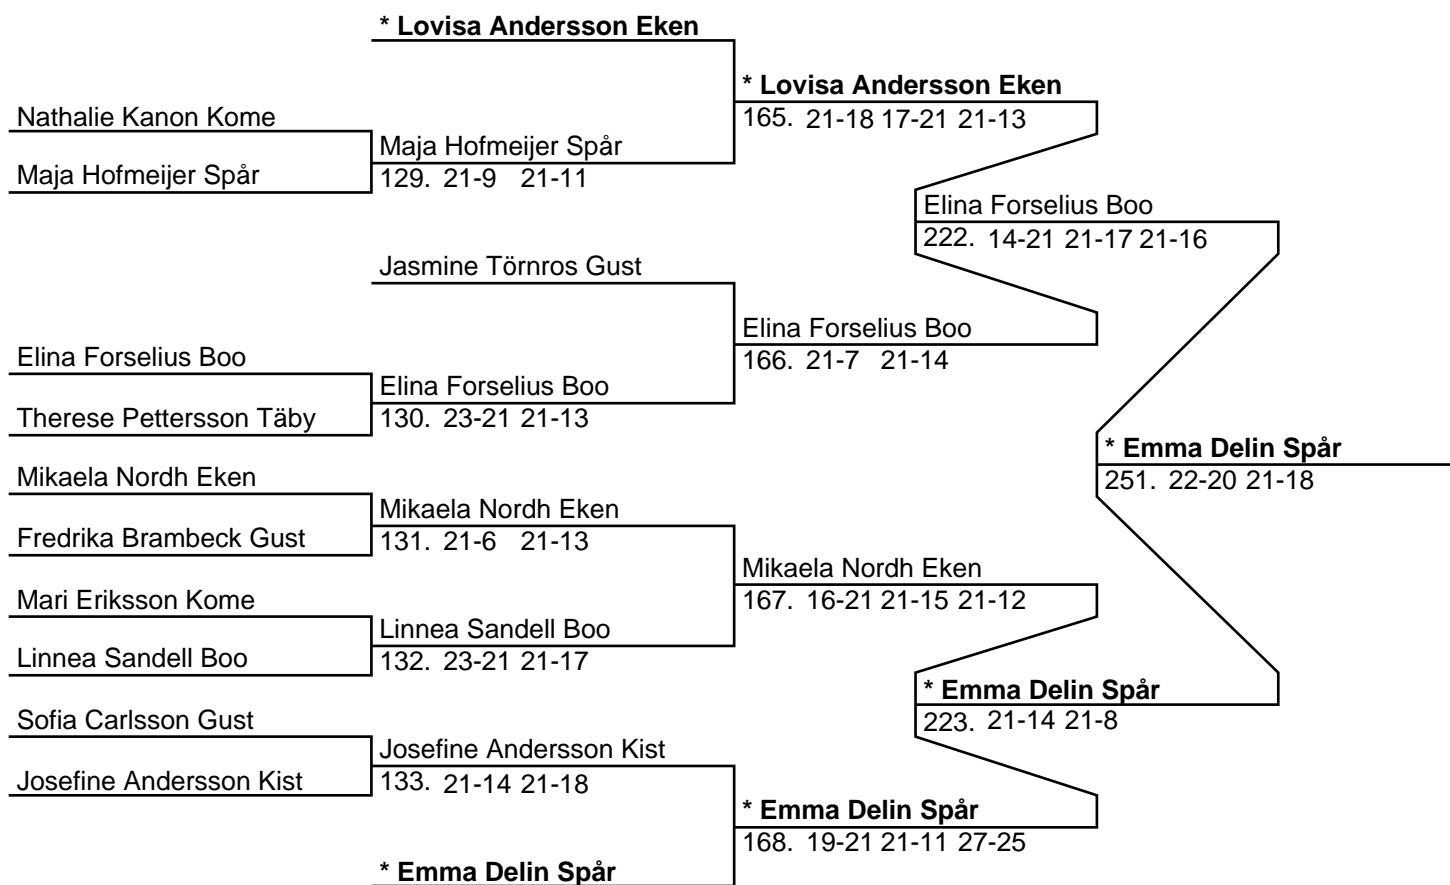 * Lovisa Andersson Eken
* Lovisa Andersson Eken
165. 21-18 17-21 21-13
Nathalie Kanon Kome
Maja Hofmeijer Spår
Maja Hofmeijer Spår
129. 21-9 21-11
Elina Forselius Boo
222. 14-21 21-17 21-16
Jasmine Törnros Gust
Elina Forselius Boo
166. 21-7 21-14
Elina Forselius Boo
Elina Forselius Boo
Therese Pettersson Täby
130. 23-21 21-13
* Emma Delin Spår
251. 22-20 21-18
Mikaela Nordh Eken
Mikaela Nordh Eken
Fredrika Brambeck Gust
131. 21-6 21-13
Mikaela Nordh Eken
167. 16-21 21-15 21-12
Mari Eriksson Kome
Linnea Sandell Boo
Linnea Sandell Boo
132. 23-21 21-17
* Emma Delin Spår
223. 21-14 21-8
Sofia Carlsson Gust
Josefine Andersson Kist
Josefine Andersson Kist
133. 21-14 21-18
* Emma Delin Spår
168. 19-21 21-11 27-25
* Emma Delin Spår